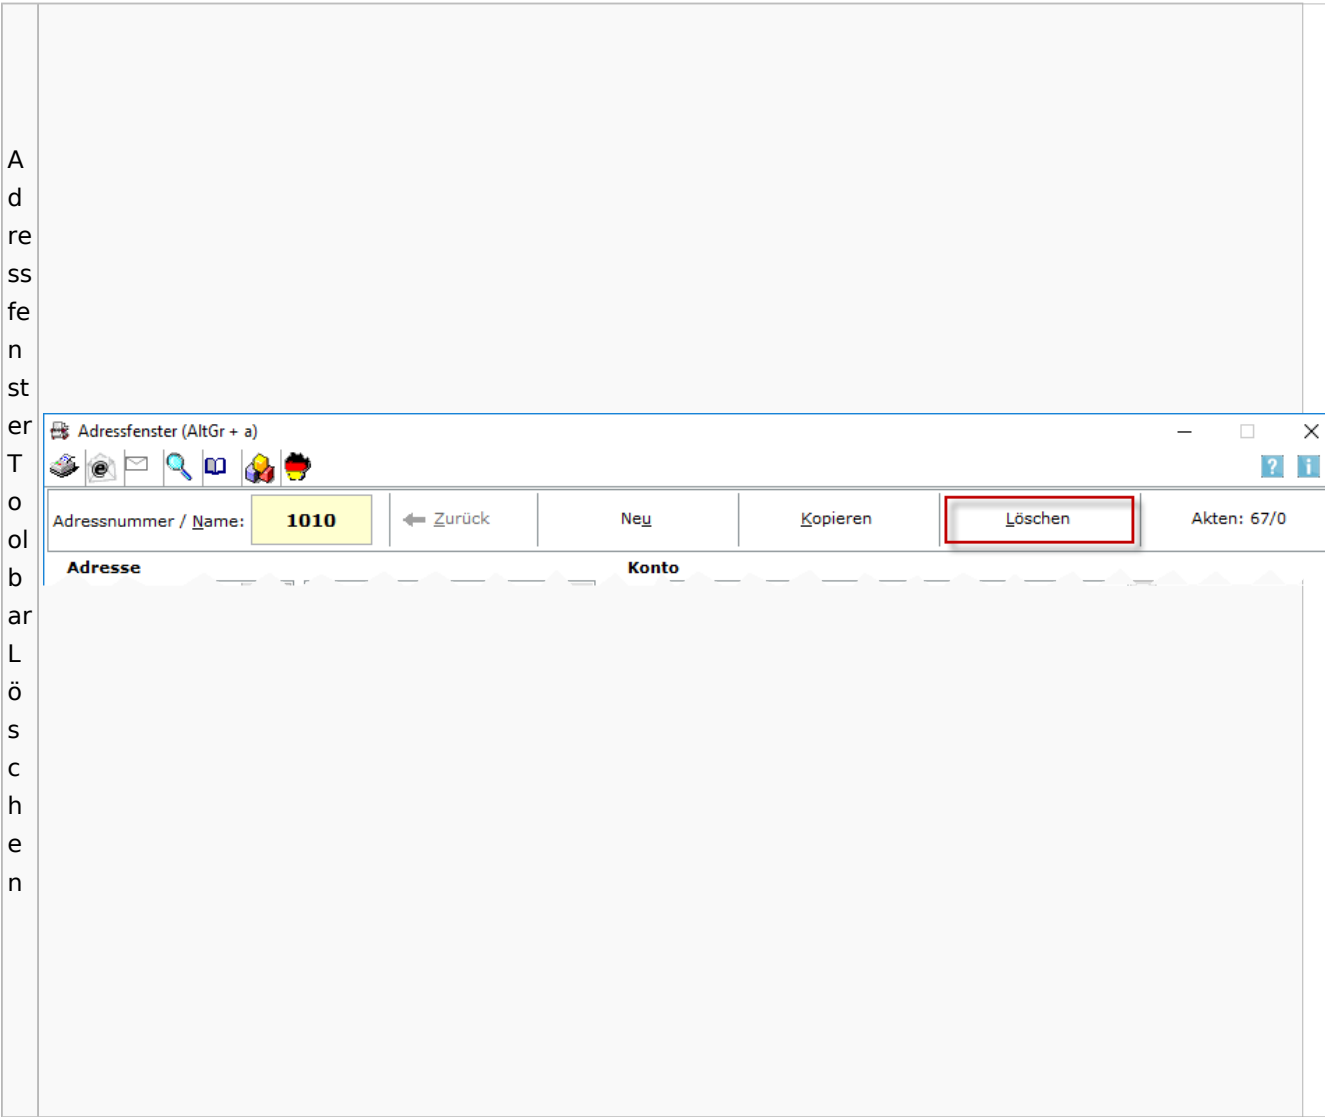 A
d
re
ss
fe
n
st
er
T
o
ol
b
ar
L
ö
s
c
h
e
n
Adressfenster (AltGr + a)
Adressnummer / Name: 1010 Zurück Neu Kopieren Löschen Akten: 67/0
Adresse Konto